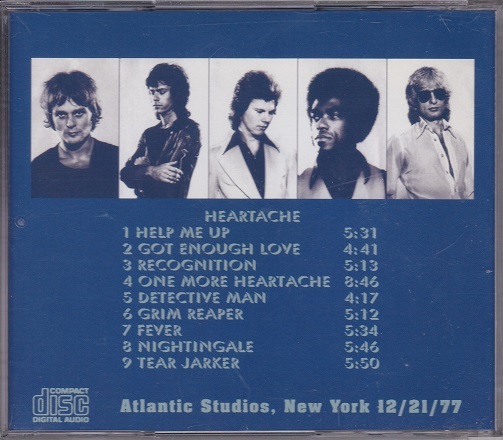 HEARTACHE
1 HELP ME UP 5:31
2 GOT ENOUGH LOVE 4:41
3 RECOGNITION 5:13
4 ONE MORE HEARTACHE 8:46
5 DETECTIVE MAN 4:17
6 GRIM REAPER 5:12
7 FEVER 5:34
8 NIGHTINGALE 5:46
9 TEAR JARKER 5:50
COMPACT
disc
DIGITAL AUDIO
Atlantic Studios, New York 12/21/77